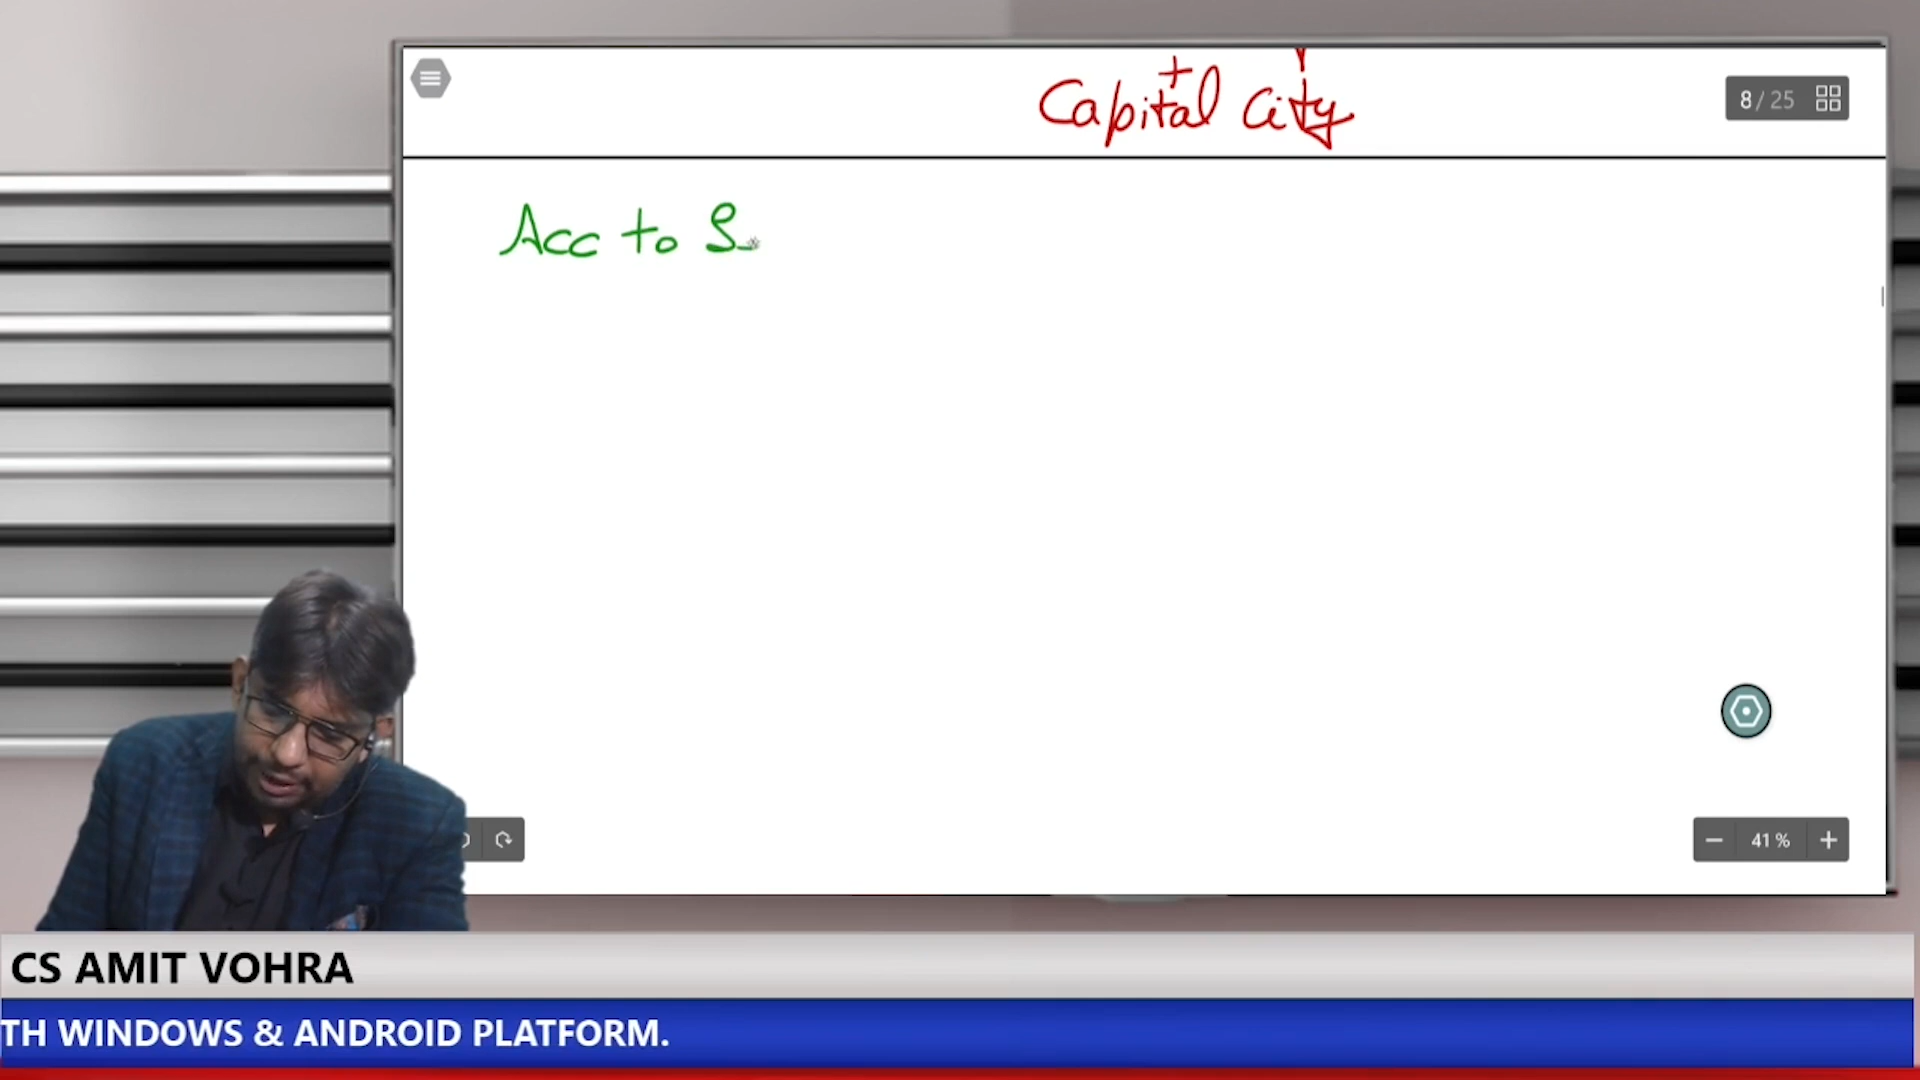 Capital City
8 / 25
Acc to S
41 %
CS AMIT VOHRA
TH WINDOWS & ANDROID PLATFORM.